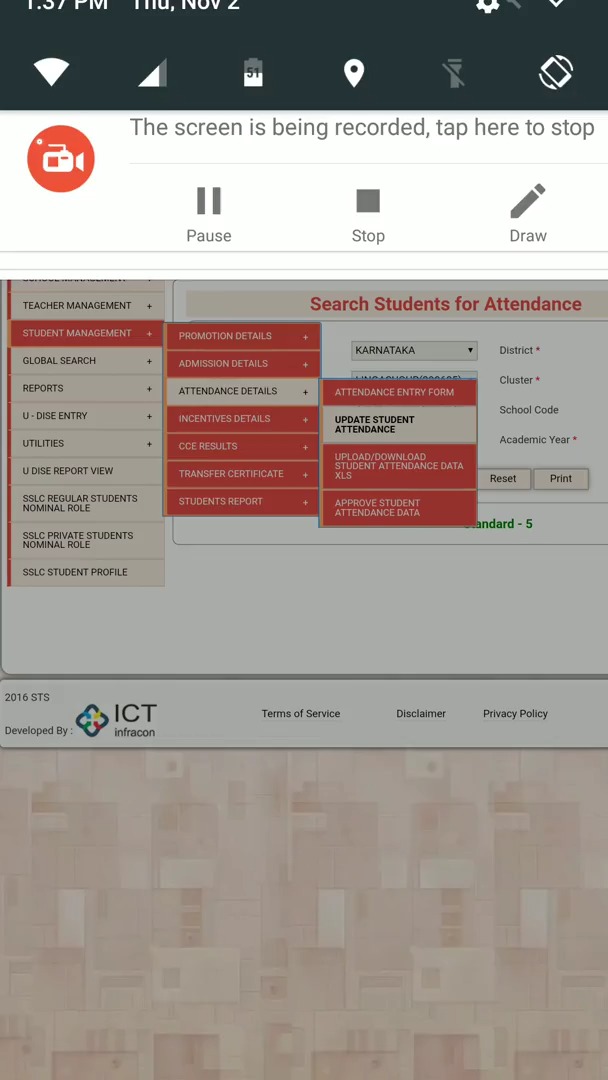 1:37 PM Thu, Nov 2
51
The screen is being recorded, tap here to stop
Pause Stop Draw
SCHOOL MANAGEMENT +
TEACHER MANAGEMENT +
STUDENT MANAGEMENT +
GLOBAL SEARCH +
REPORTS +
U - DISE ENTRY +
UTILITIES +
U DISE REPORT VIEW
SSLC REGULAR STUDENTS
NOMINAL ROLE
SSLC PRIVATE STUDENTS
NOMINAL ROLE
SSLC STUDENT PROFILE
PROMOTION DETAILS +
ADMISSION DETAILS +
ATTENDANCE DETAILS +
INCENTIVES DETAILS +
CCE RESULTS +
TRANSFER CERTIFICATE +
STUDENTS REPORT +
ATTENDANCE ENTRY FORM
UPDATE STUDENT
ATTENDANCE
UPLOAD/DOWNLOAD
STUDENT ATTENDANCE DATA
XLS
APPROVE STUDENT
ATTENDANCE DATA
Search Students for Attendance
KARNATAKA District *
Cluster *
School Code
Academic Year *
Reset Print
andard - 5
2016 STS
Developed By : ICT
infracon
Terms of Service Disclaimer Privacy Policy